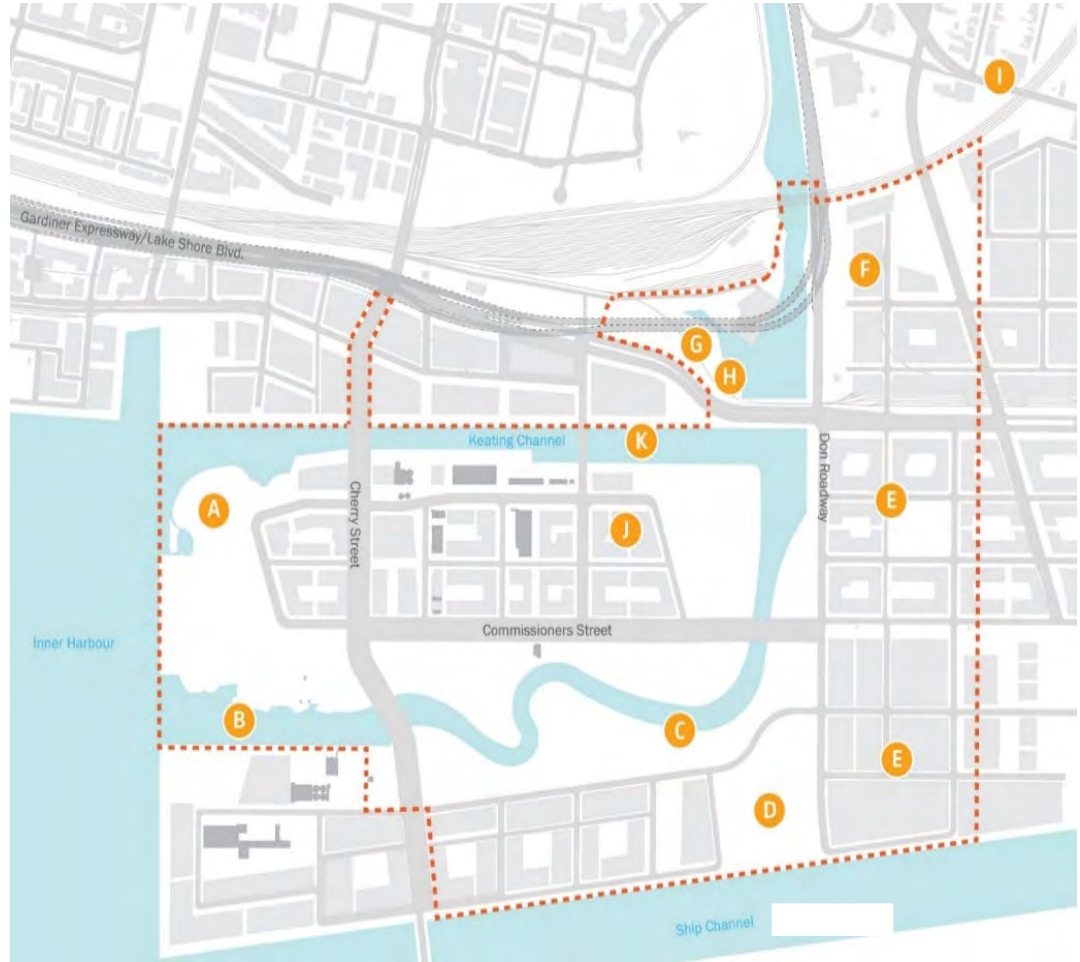 I
Gardiner Expressway/Lake Shore Blvd.
F
G
H
Keating Channel
K
Don Roadway
Cherry Street
A
E
J
Commissioners Street
Inner Harbour
B
C
E
D
Ship Channel